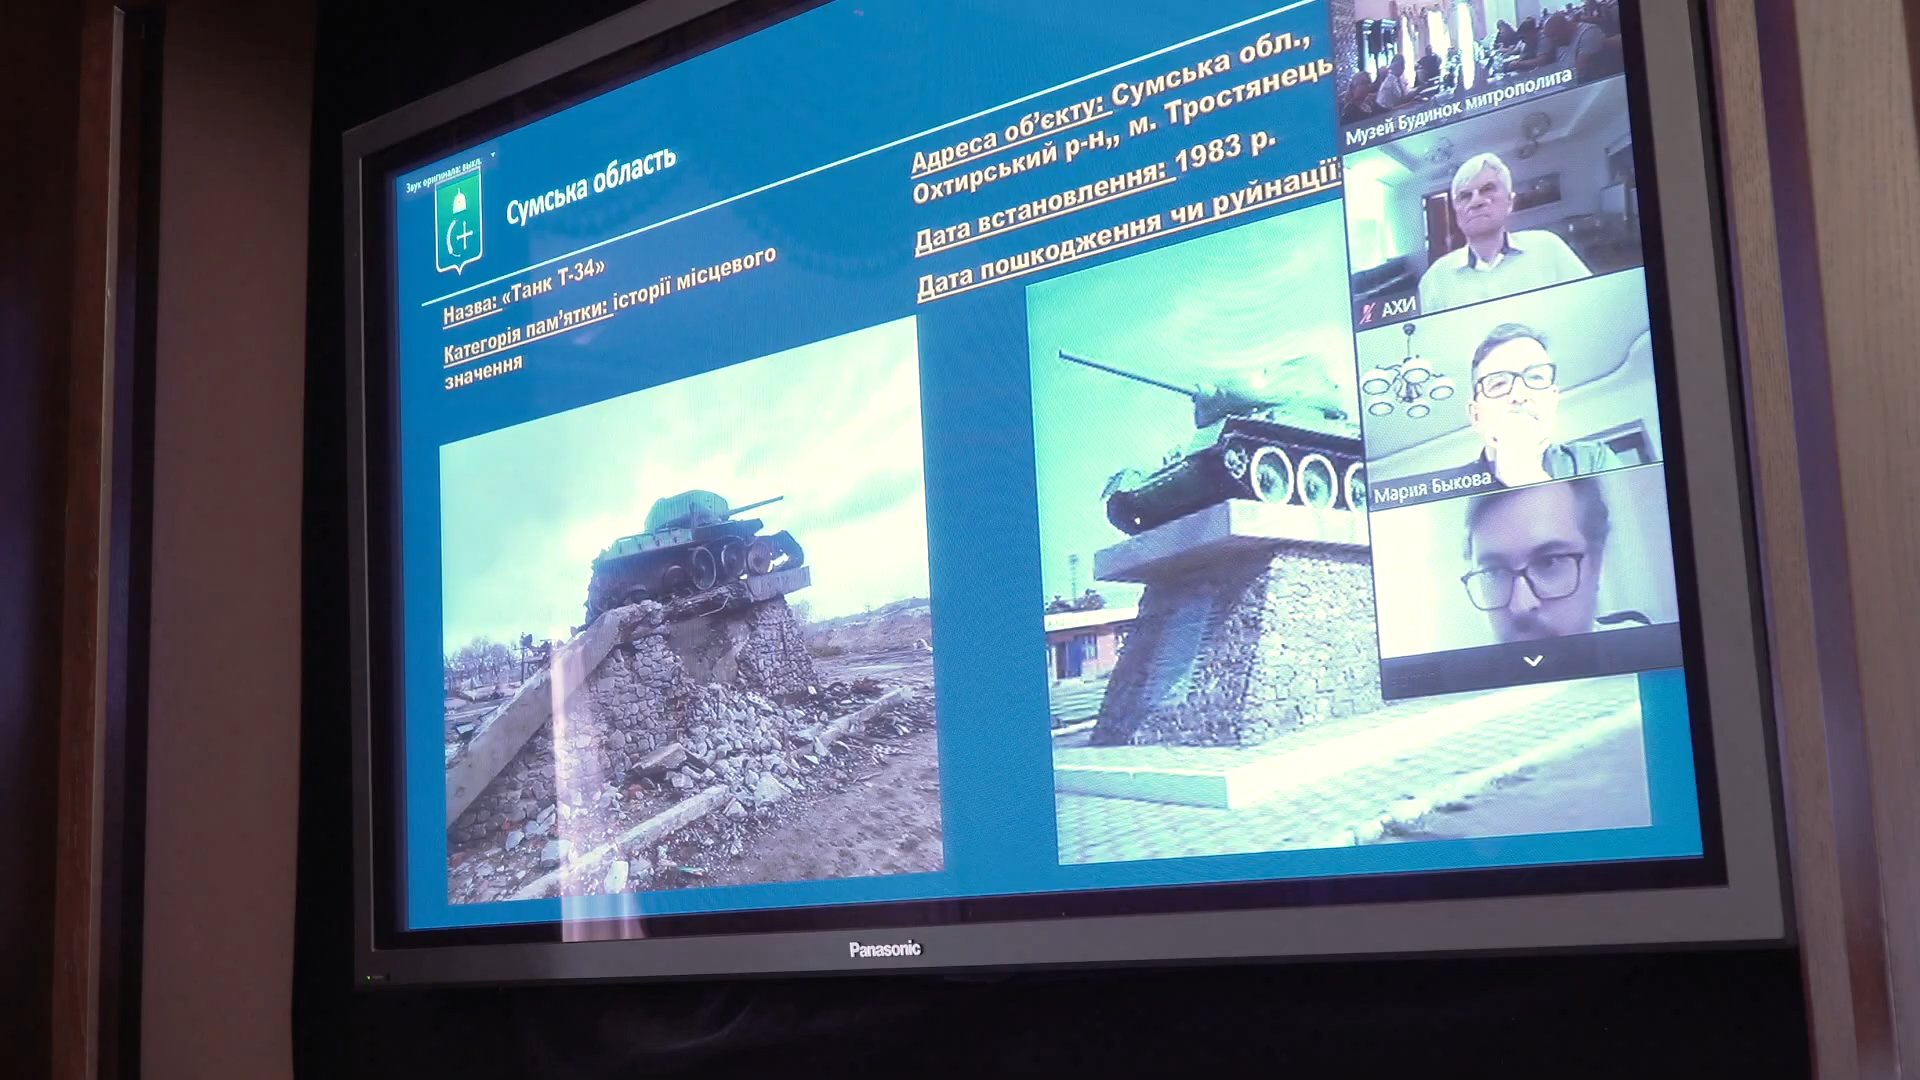 Звук оригинала: выкл.
Сумська область
Назва: «Танк Т-34»
Категорія пам’ятки: історії місцевого
значення
Адреса об’єкту: Сумська обл.,
Охтирський р-н,, м. Тростянець
Дата встановлення: 1983 р.
Дата пошкодження чи руйнації:
Музей Будинок митрополита
АХИ
Мария Быкова
Panasonic